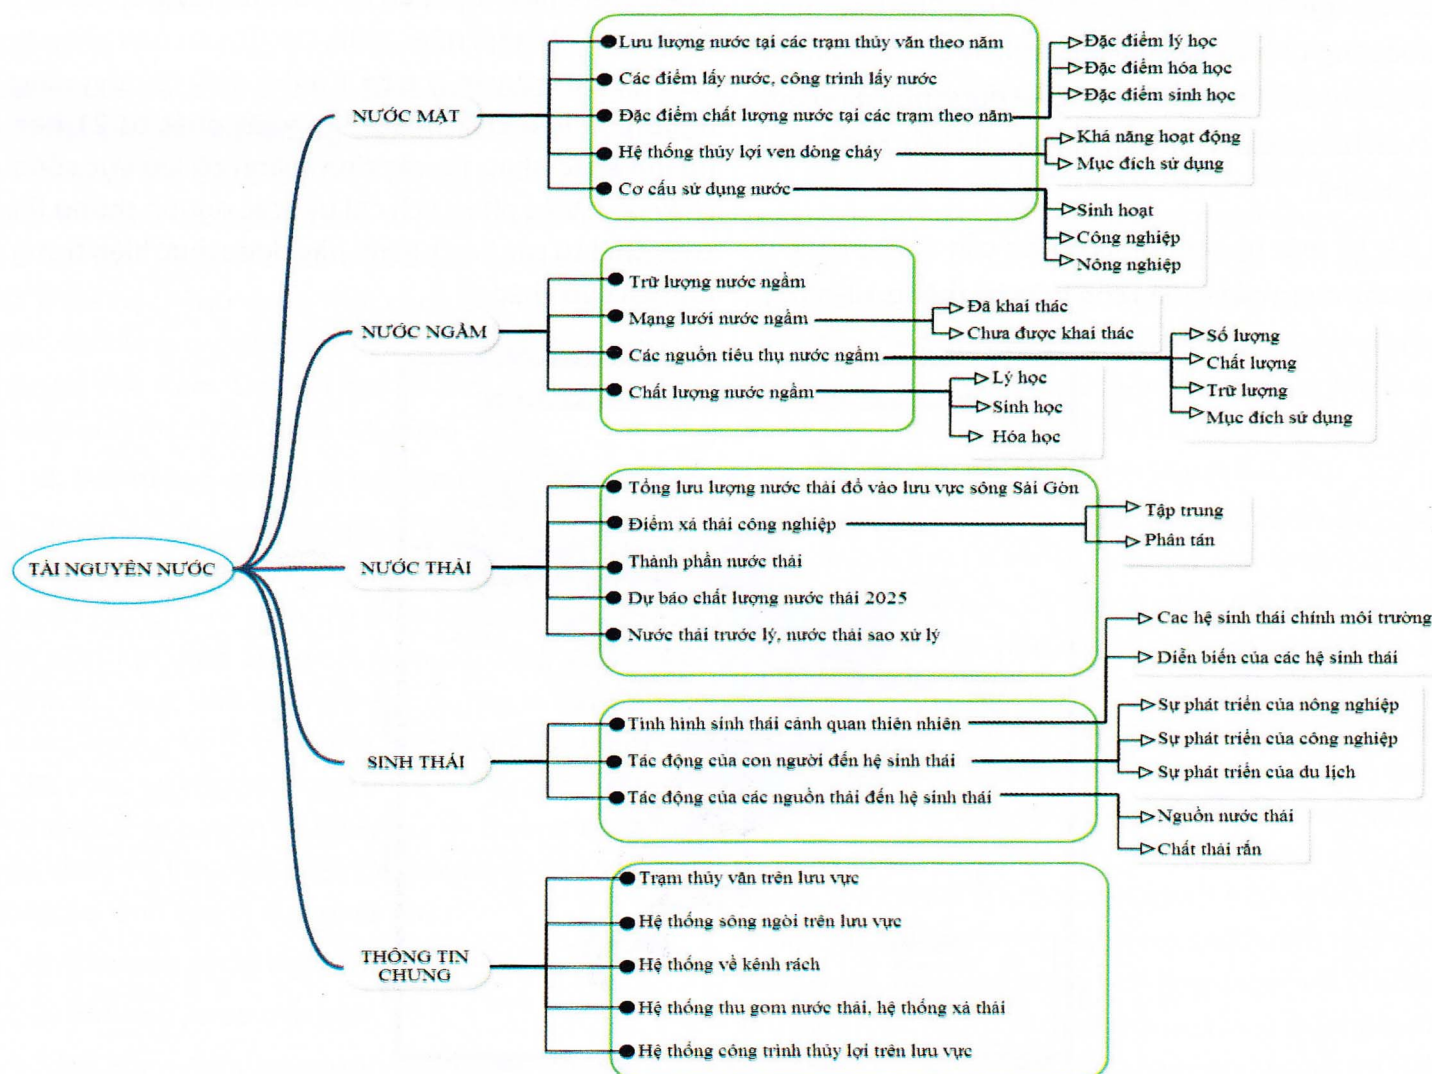 TÀI NGUYÊN NƯỚC
NƯỚC MẶT
Lưu lượng nước tại các trạm thủy văn theo năm
Các điểm lấy nước, công trình lấy nước
Đặc điểm chất lượng nước tại các trạm theo năm
Đặc điểm lý học
Đặc điểm hóa học
Đặc điểm sinh học
Hệ thống thủy lợi ven dòng chảy
Khả năng hoạt động
Mục đích sử dụng
Cơ cấu sử dụng nước
Sinh hoạt
Công nghiệp
Nông nghiệp
NƯỚC NGẦM
Trữ lượng nước ngầm
Mạng lưới nước ngầm
Đã khai thác
Chưa được khai thác
Các nguồn tiêu thụ nước ngầm
Số lượng
Chất lượng
Trữ lượng
Mục đích sử dụng
Chất lượng nước ngầm
Lý học
Sinh học
Hóa học
NƯỚC THẢI
Tổng lưu lượng nước thải đổ vào lưu vực sông Sài Gòn
Điểm xả thải công nghiệp
Tập trung
Phân tán
Thành phần nước thải
Dự báo chất lượng nước thải 2025
Nước thải trước lý, nước thải sao xử lý
SINH THÁI
Tình hình sinh thái cảnh quan thiên nhiên
Cac hệ sinh thái chính môi trường
Diễn biến của các hệ sinh thái
Tác động của con người đến hệ sinh thái
Sự phát triển của nông nghiệp
Sự phát triển của công nghiệp
Sự phát triển của du lịch
Tác động của các nguồn thải đến hệ sinh thái
Nguồn nước thải
Chất thải rắn
THÔNG TIN
CHUNG
Trạm thủy văn trên lưu vực
Hệ thống sông ngòi trên lưu vực
Hệ thống về kênh rạch
Hệ thống thu gom nước thải, hệ thống xả thải
Hệ thống công trình thủy lợi trên lưu vực